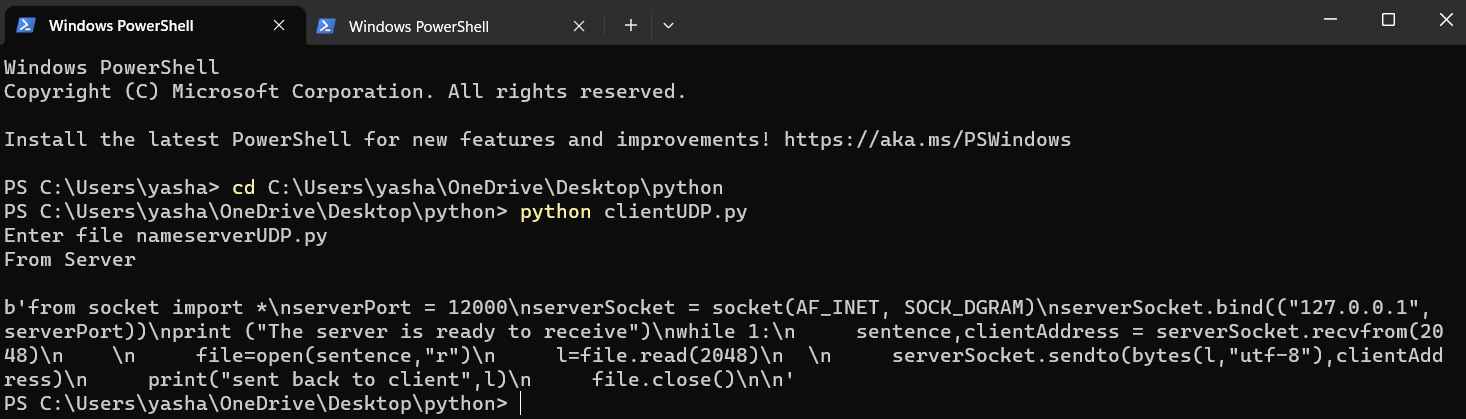 Windows PowerShell
Windows PowerShell
Windows PowerShell
Copyright (C) Microsoft Corporation. All rights reserved.
Install the latest PowerShell for new features and improvements! https://aka.ms/PSWindows
PS C:\Users\yasha> cd C:\Users\yasha\OneDrive\Desktop\python
PS C:\Users\yasha\OneDrive\Desktop\python> python clientUDP.py
Enter file nameserverUDP.py
From Server
b'from socket import *\nserverPort = 12000\nserverSocket = socket(AF_INET, SOCK_DGRAM)\nserverSocket.bind(("127.0.0.1",
serverPort))\nprint ("The server is ready to receive")\nwhile 1:\n     sentence,clientAddress = serverSocket.recvfrom(20
48)\n    \n     file=open(sentence,"r")\n     l=file.read(2048)\n  \n     serverSocket.sendto(bytes(l,"utf-8"),clientAdd
ress)\n     print("sent back to client",l)\n     file.close()\n\n'
PS C:\Users\yasha\OneDrive\Desktop\python>